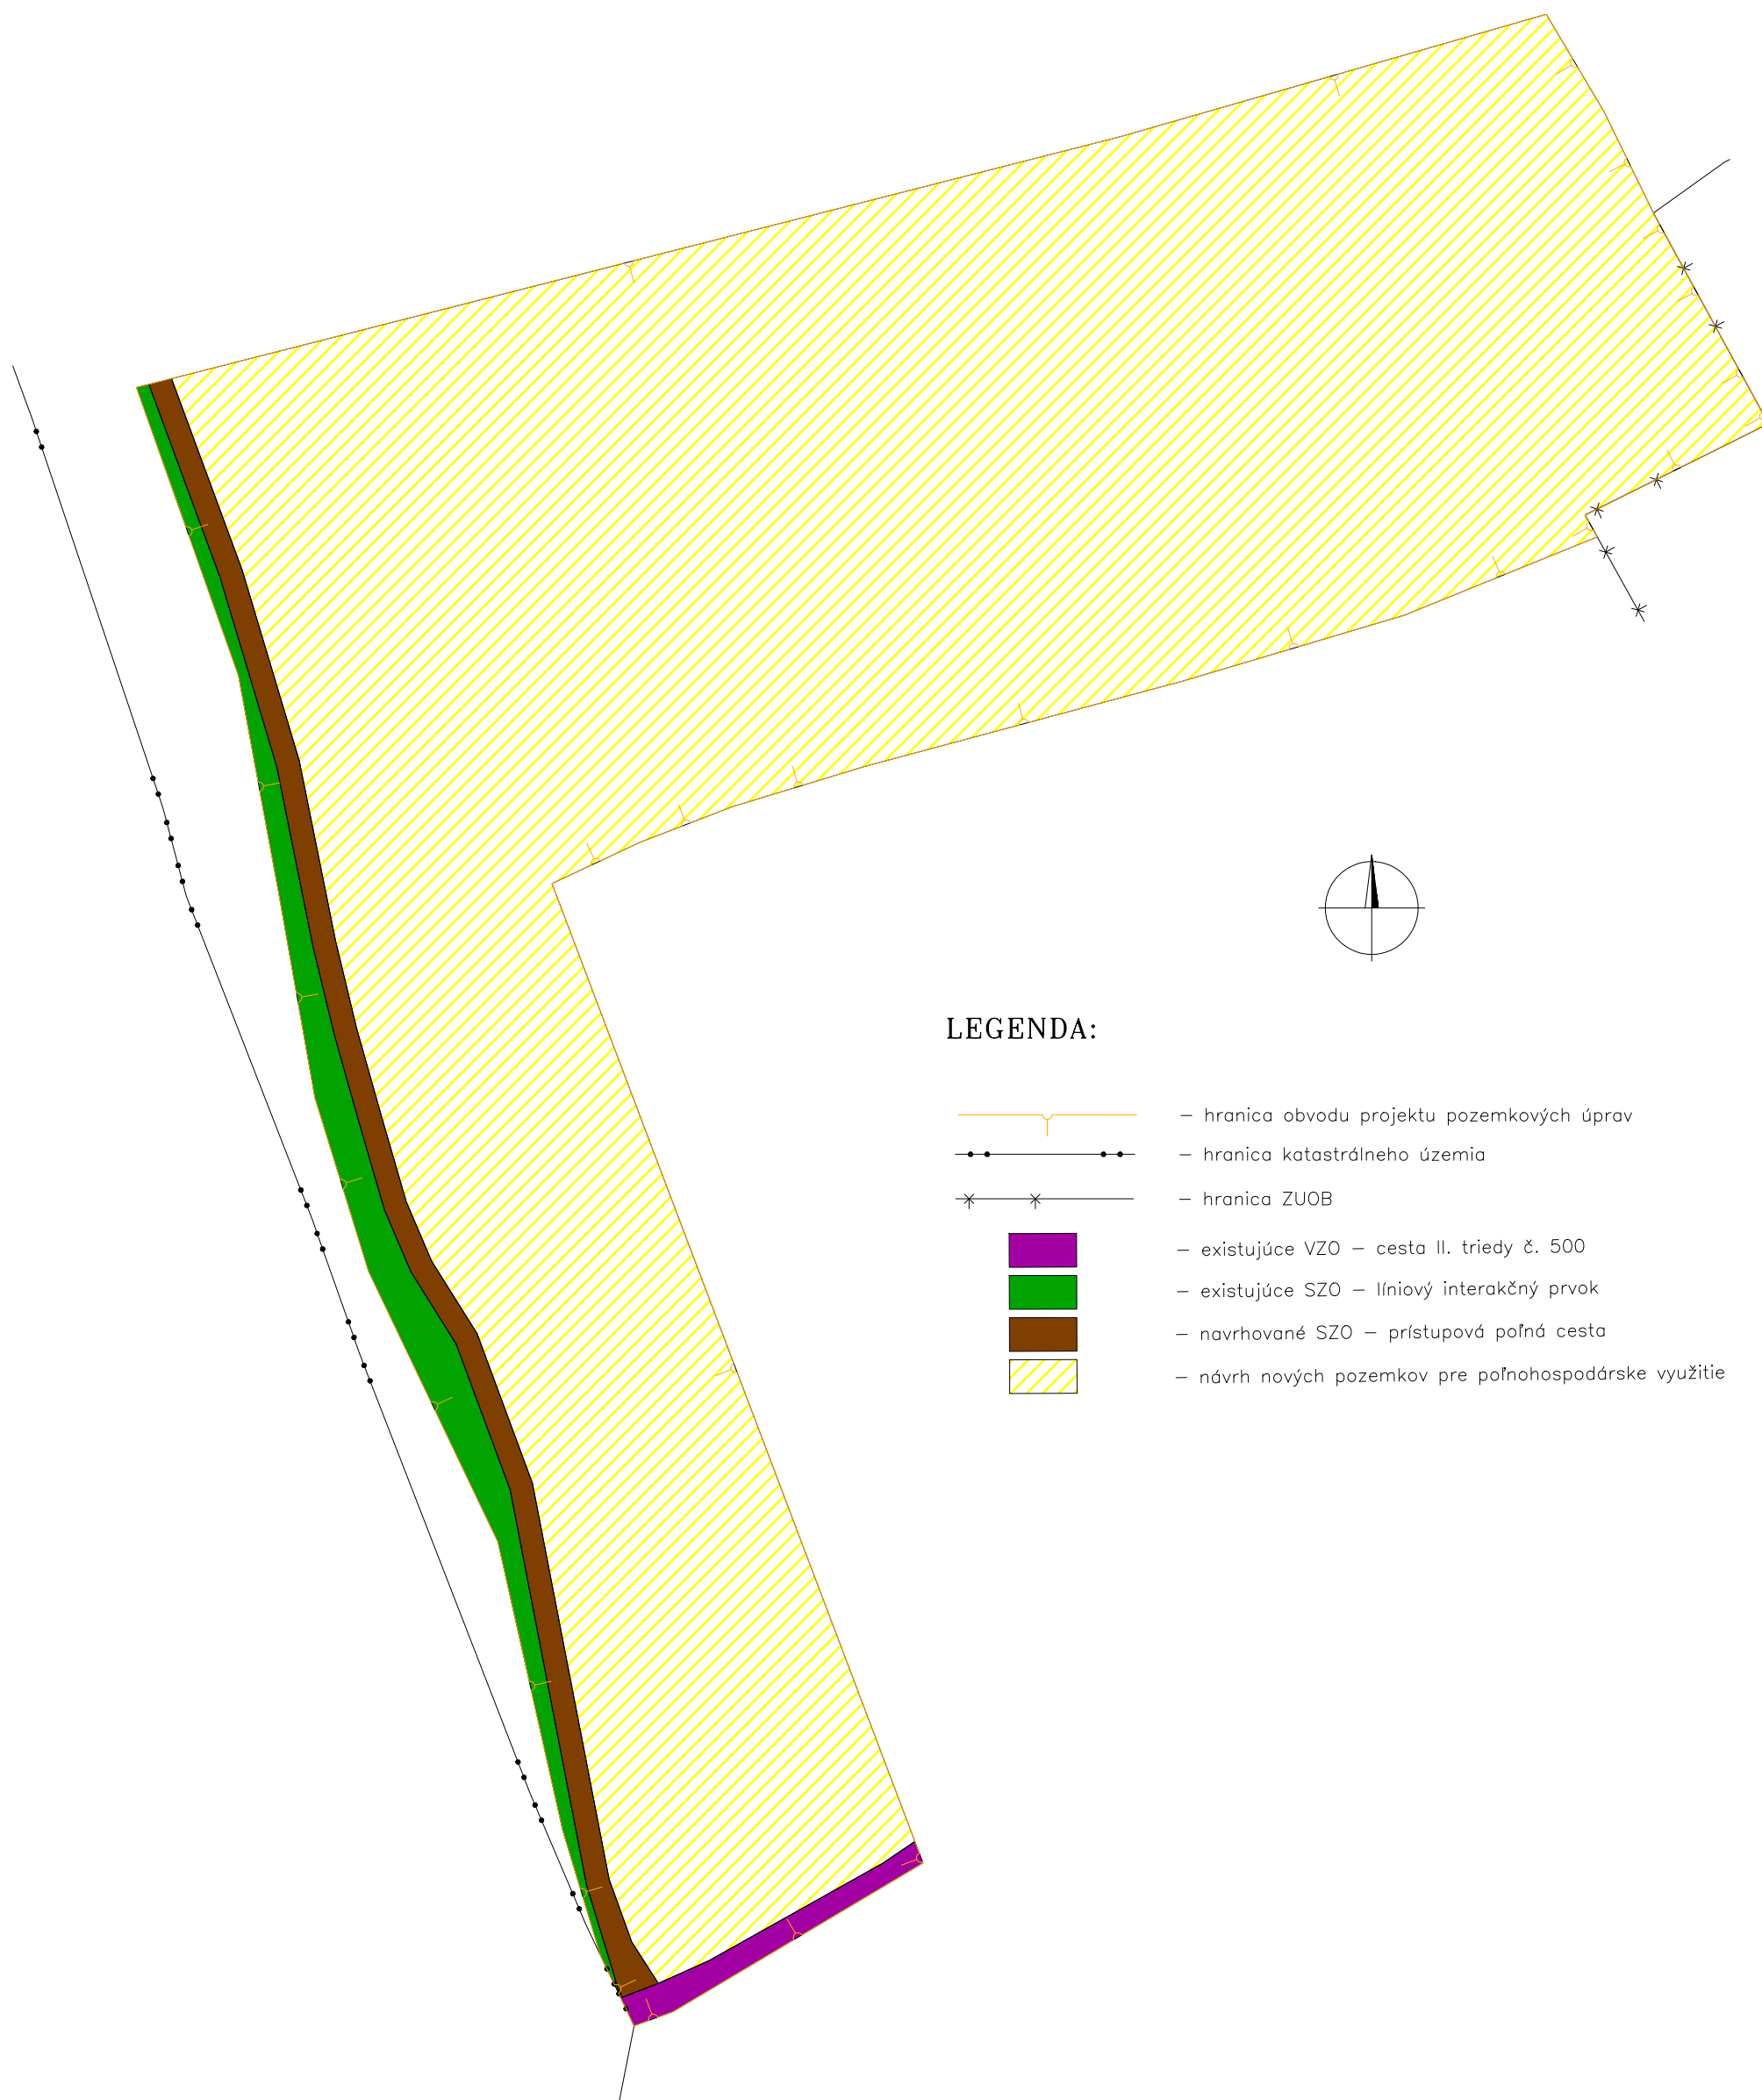 LEGENDA:
– hranica obvodu projektu pozemkových úprav
– hranica katastrálneho územia
– hranica ZUOB
– existujúce VZO – cesta II. triedy č. 500
– existujúce SZO – líniový interakčný prvok
– navrhované SZO – prístupová poľná cesta
– návrh nových pozemkov pre poľnohospodárske využitie